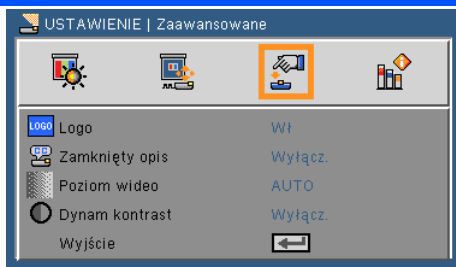 USTAWIENIE | Zaawansowane
LOGO Logo Wł
Zamknięty opis Wyłącz.
Poziom wideo AUTO
Dynam kontrast Wyłącz.
Wyjście